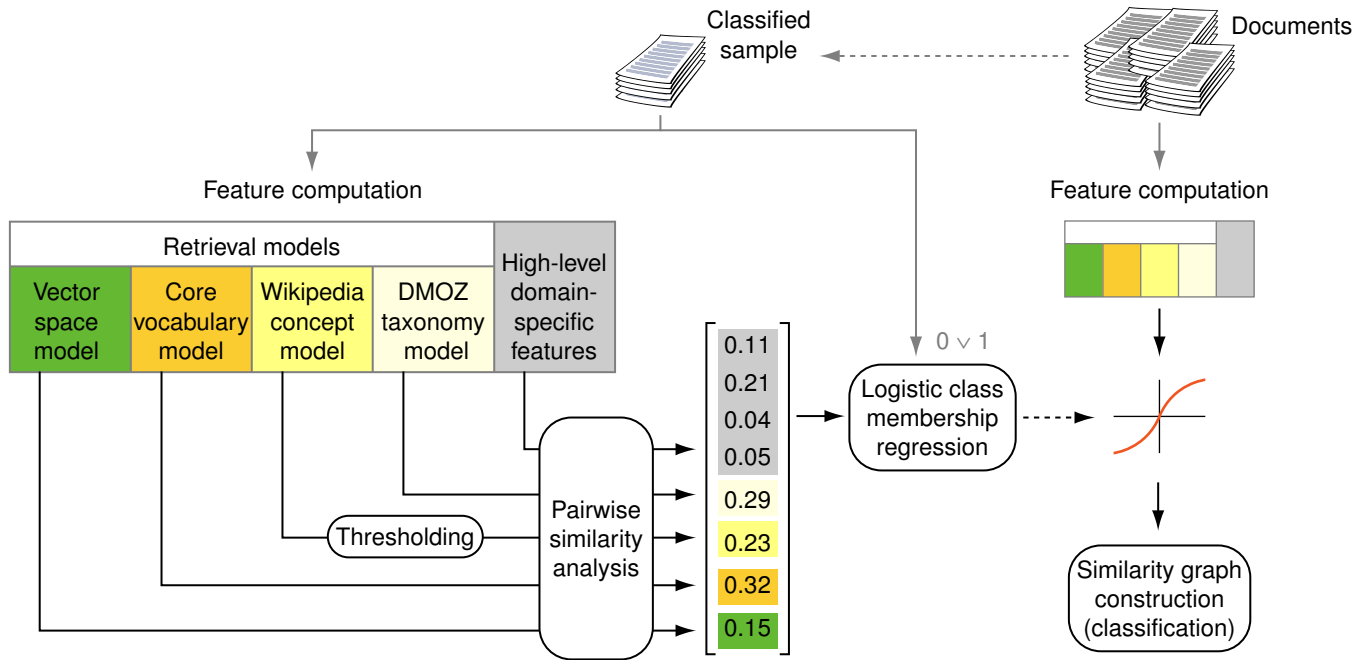 Classified
sample
Documents
Feature computation
Feature computation
Retrieval models
Vector
space
model
Core
vocabulary
model
Wikipedia
concept
model
DMOZ
taxonomy
model
High-level
domain-
specific
features
Thresholding
Pairwise
similarity
analysis
0.11
0.21
0.04
0.05
0.29
0.23
0.32
0.15
0 ∨ 1
Logistic class
membership
regression
Similarity graph
construction
(classification)